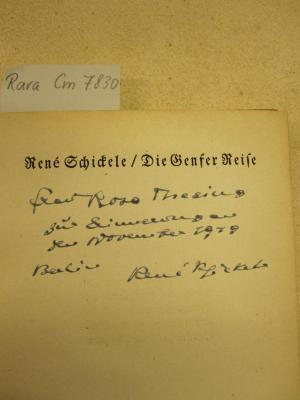 Rara Cm 7830
René Schickele / Die Genfer Reise
Frau Rosa
zur Erinnerung an
den November 1919
Berlin René Schickele